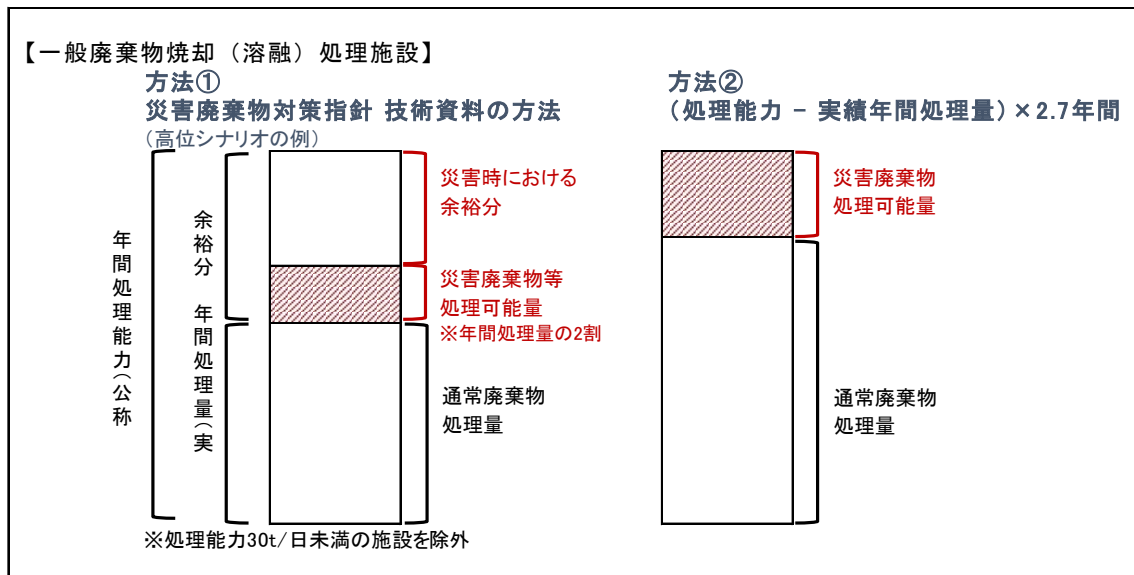 【一般廃棄物焼却（溶融）処理施設】
方法①
災害廃棄物対策指針 技術資料の方法
（高位シナリオの例）
年間処理能力（公称
余裕分
年間処理量（実
災害時における
余裕分
災害廃棄物等
処理可能量
※年間処理量の2割
通常廃棄物
処理量
※処理能力30t/日未満の施設を除外
方法②
（処理能力 － 実績年間処理量）×2.7年間
災害廃棄物
処理可能量
通常廃棄物
処理量